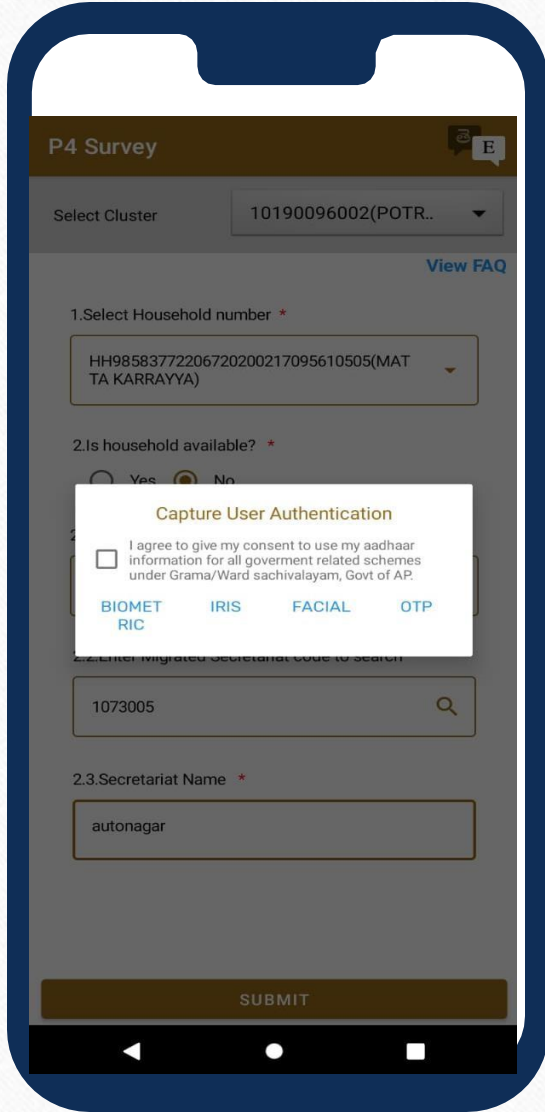 P4 Survey
E
Select Cluster
10190096002(POTR..
View FAQ
1.Select Household number *
HH98583772206720200217095610505(MAT
TA KARRAYYA)
2.Is household available? *
Yes
No
Capture User Authentication
I agree to give my consent to use my aadhaar
information for all goverment related schemes
under Grama/Ward sachivalayam, Govt of AP.
BIOMET
RIC
IRIS
FACIAL
OTP
2.2.Enter Migrated Secretariat code to search
1073005
2.3.Secretariat Name *
autonagar
SUBMIT